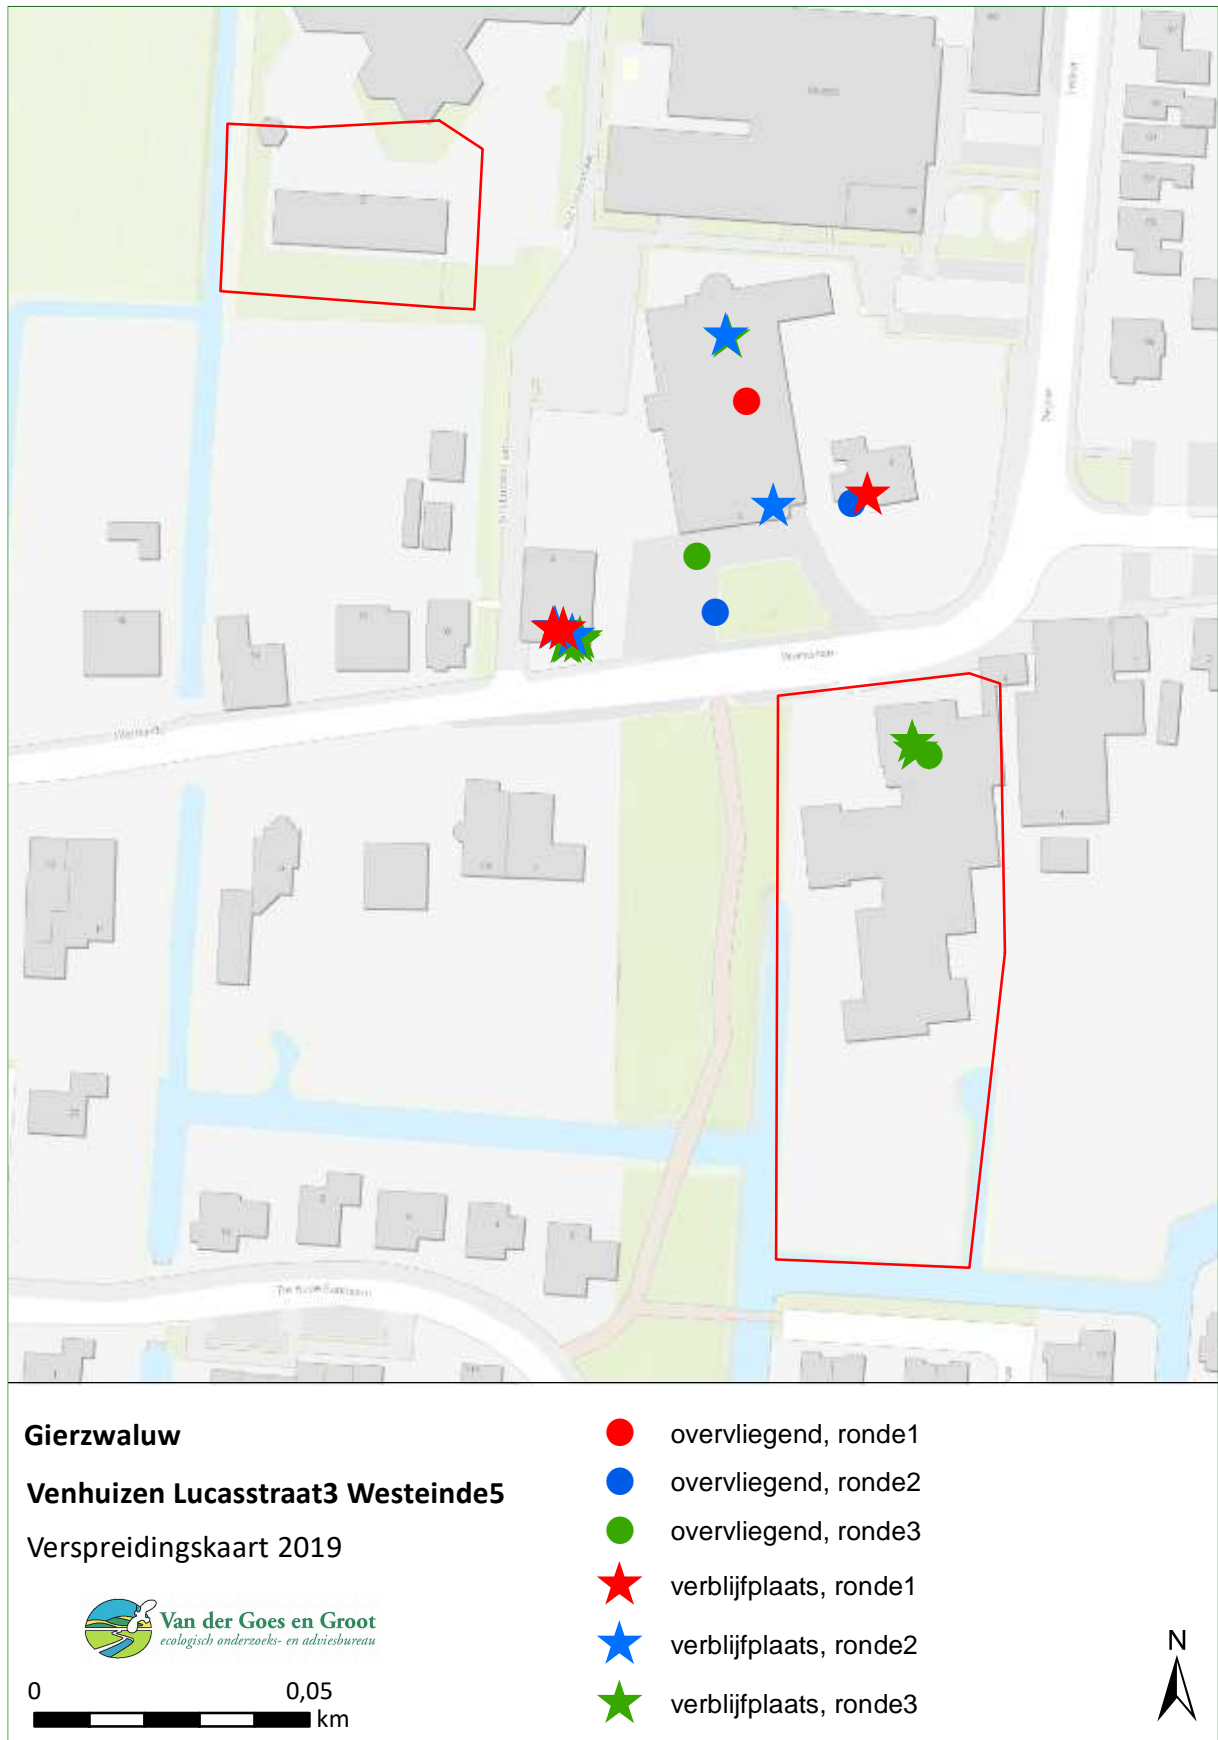 Gierzwaluw
Venhuizen Lucasstraat3 Westeinde5
Verspreidingskaart 2019
Van der Goes en Groot
ecologisch onderzoeks- en adviesbureau
0 0,05
km
overvliegend, ronde1
overvliegend, ronde2
overvliegend, ronde3
verblijfplaats, ronde1
verblijfplaats, ronde2
verblijfplaats, ronde3
N